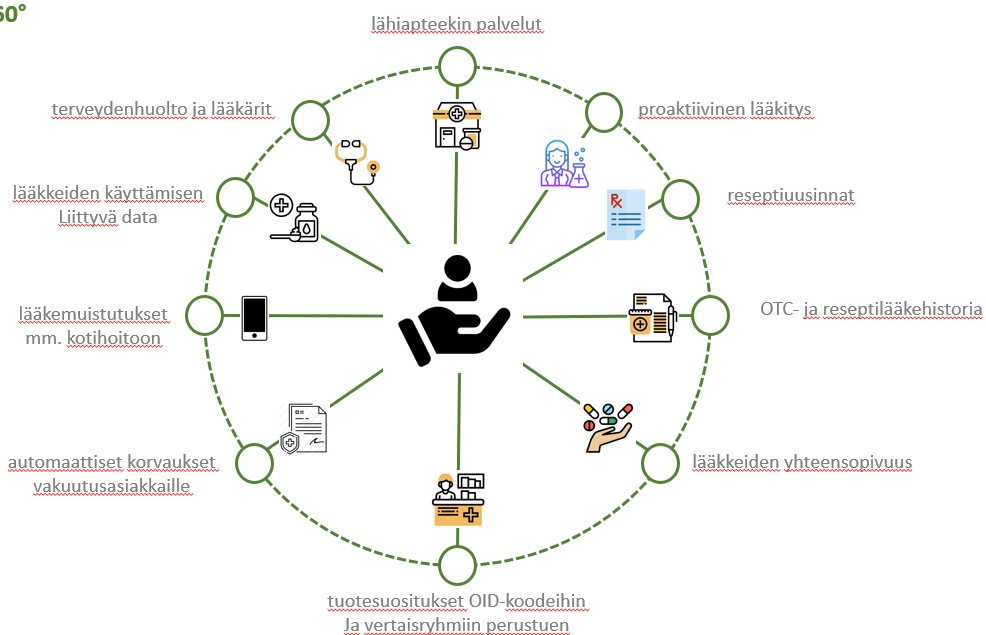 60°
lähiapteekin palvelut
terveydenhuolto ja lääkärit
proaktiivinen lääkitys
lääkkeiden käyttämisen
Liittyvä data
reseptiuusinnat
lääkemuistutukset
mm. kotihoitoon
OTC- ja reseptilääkehistoria
automaattiset korvaukset
vakuutusasiakkaille
lääkkeiden yhteensopivuus
tuotesuositukset OID-koodeihin
Ja vertaisryhmiin perustuen